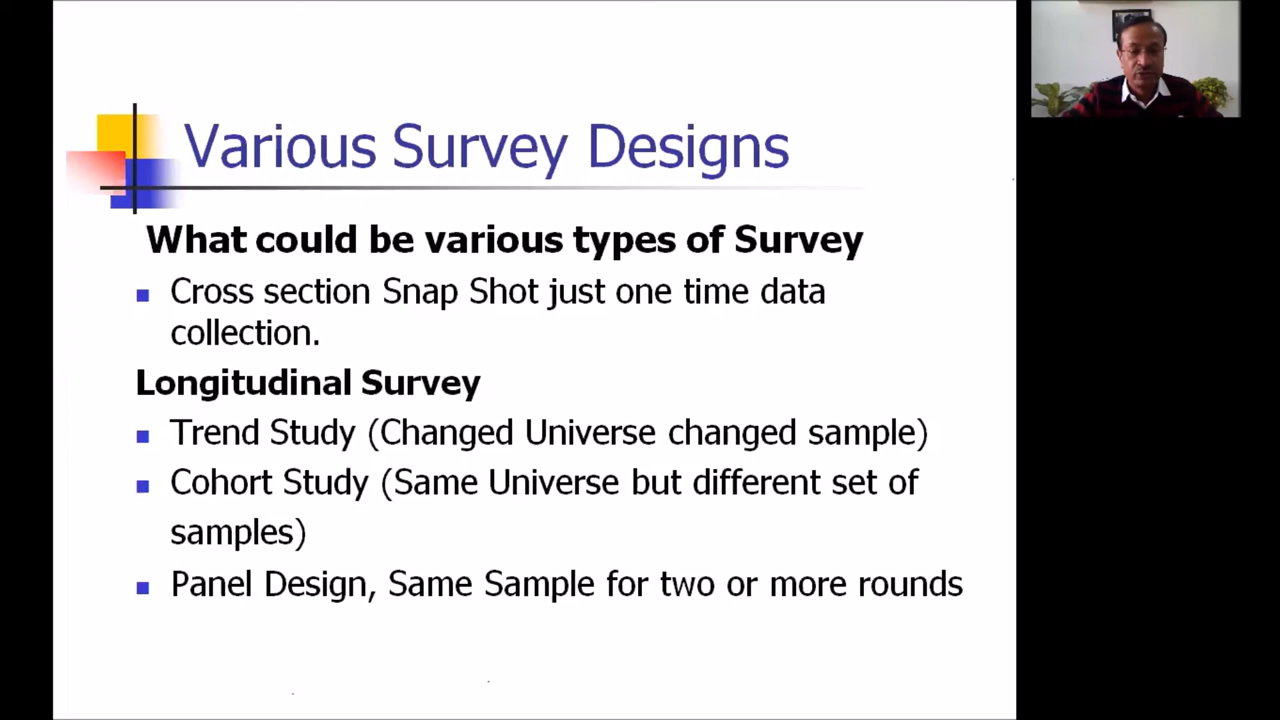 Various Survey Designs
What could be various types of Survey
Cross section Snap Shot just one time data
collection.
Longitudinal Survey
Trend Study (Changed Universe changed sample)
Cohort Study (Same Universe but different set of
samples)
Panel Design, Same Sample for two or more rounds